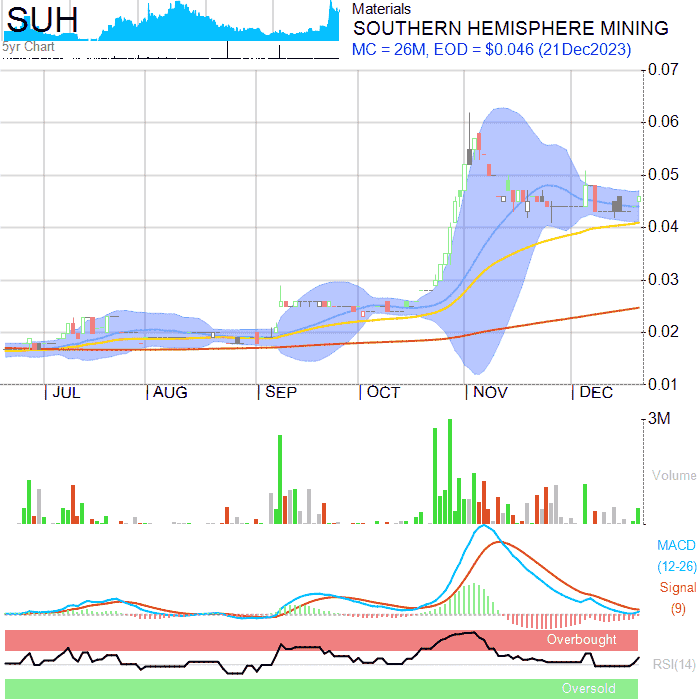 SUH
5yr Chart
Materials
SOUTHERN HEMISPHERE MINING
MC = 26M, EOD = $0.046 (21Dec2023)
0.07
0.06
0.05
0.04
0.03
0.02
0.01
JUL
AUG
SEP
OCT
NOV
DEC
3M
Volume
MACD
(12-26)
Signal
(9)
Overbought
RSI(14)
Oversold